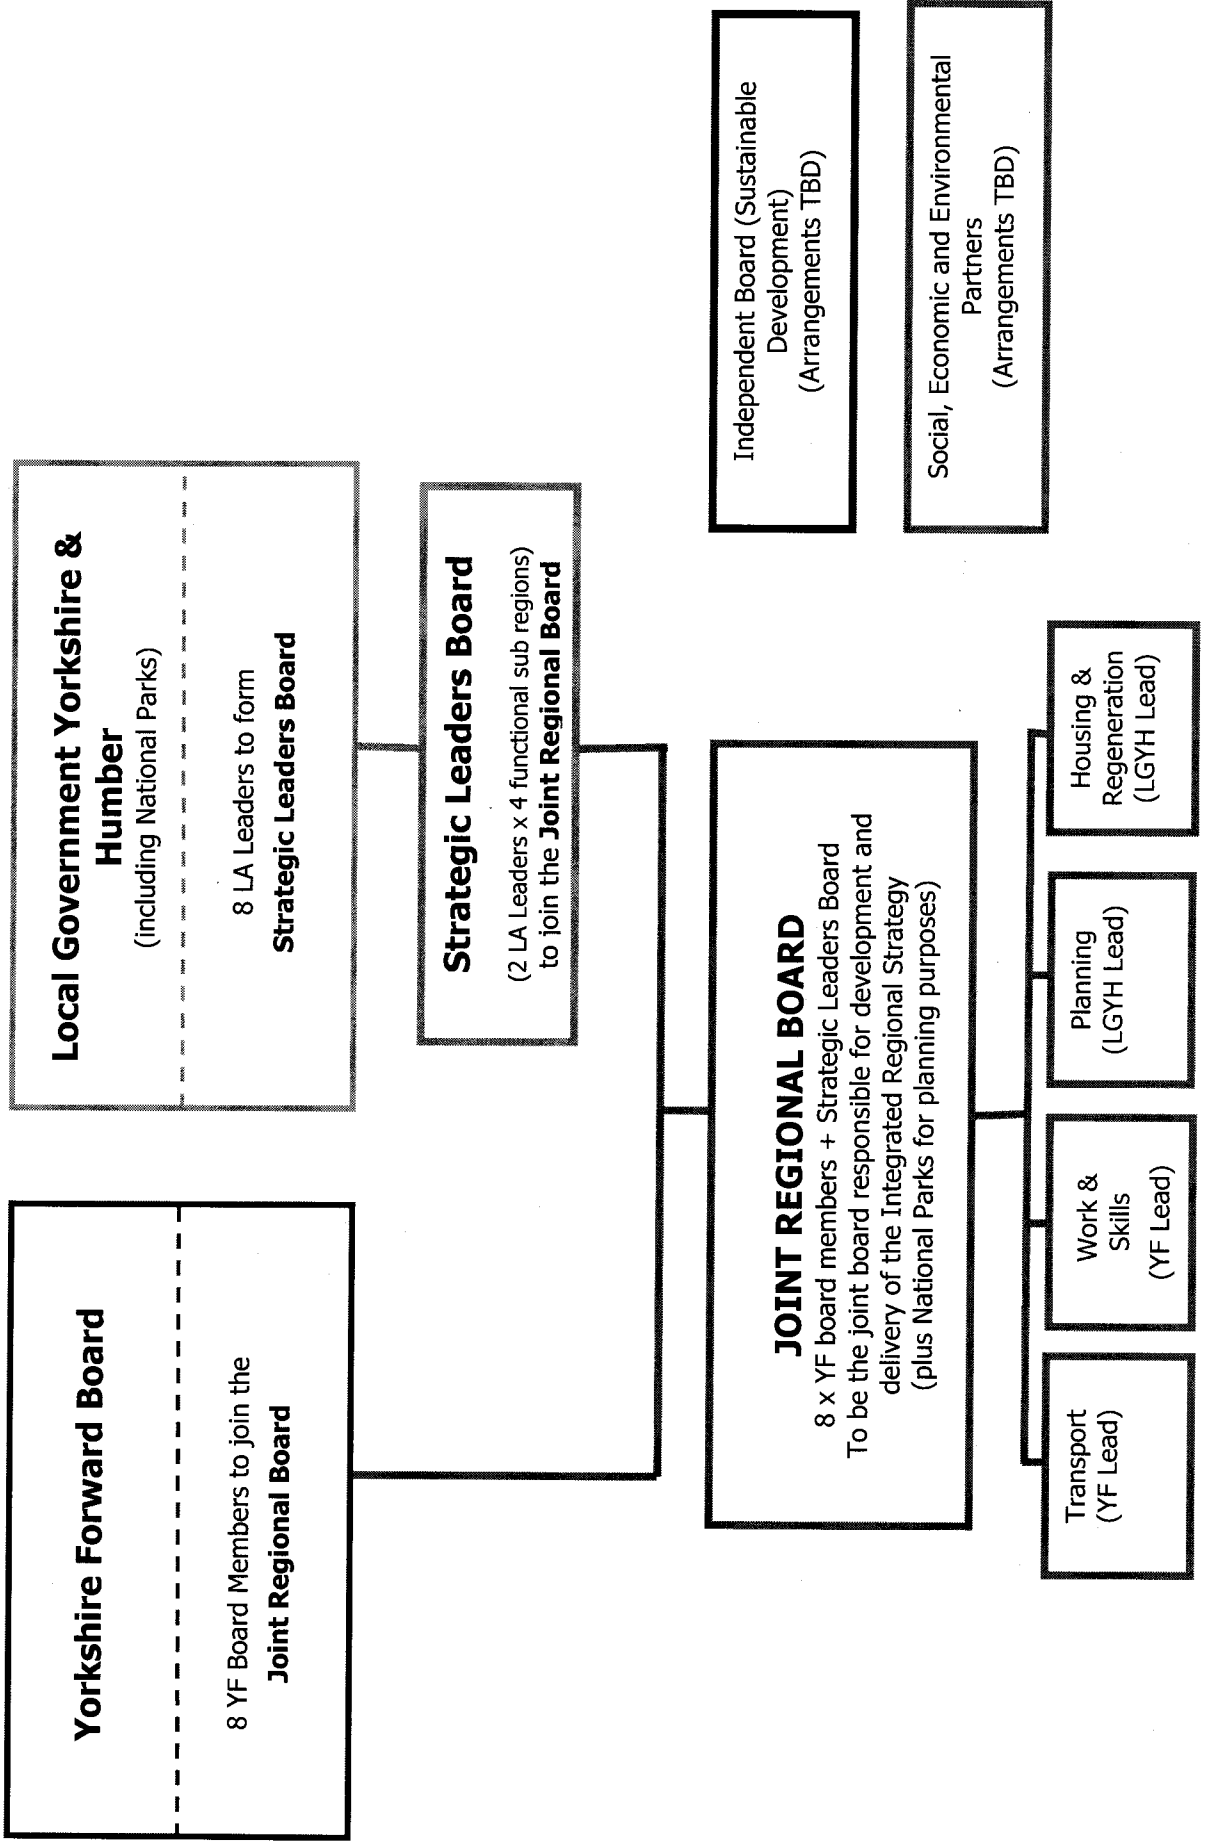 Yorkshire Forward Board
8 YF Board Members to join the
Joint Regional Board
Local Government Yorkshire &
Humber
(including National Parks)
8 LA Leaders to form
Strategic Leaders Board
Strategic Leaders Board
(2 LA Leaders x 4 functional sub regions)
to join the Joint Regional Board
JOINT REGIONAL BOARD
8 x YF board members + Strategic Leaders Board
To be the joint board responsible for development and
delivery of the Integrated Regional Strategy
(plus National Parks for planning purposes)
Independent Board (Sustainable
Development)
(Arrangements TBD)
Social, Economic and Environmental
Partners
(Arrangements TBD)
Transport
(YF Lead)
Work &
Skills
(YF Lead)
Planning
(LGYH Lead)
Housing &
Regeneration
(LGYH Lead)